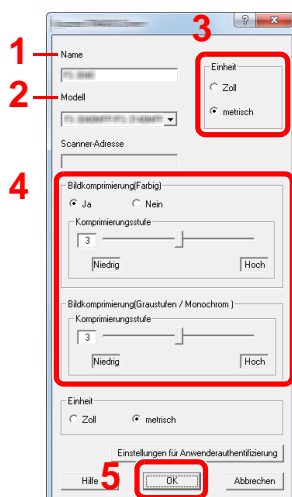 3
1
Name
Einheit
Zoll
metrisch
2
Modell
Scanner-Adresse
4
Bildkomprimierung(Farbig)
Ja Nein
Komprimierungsstufe
3
Niedrig Hoch
Bildkomprimierung(Graustufen / Monochrom )
Komprimierungsstufe
3
Niedrig Hoch
Einheit
Zoll metrisch
Einstellungen für Anwenderauthentifizierung
Hilfe 5 OK Abbrechen